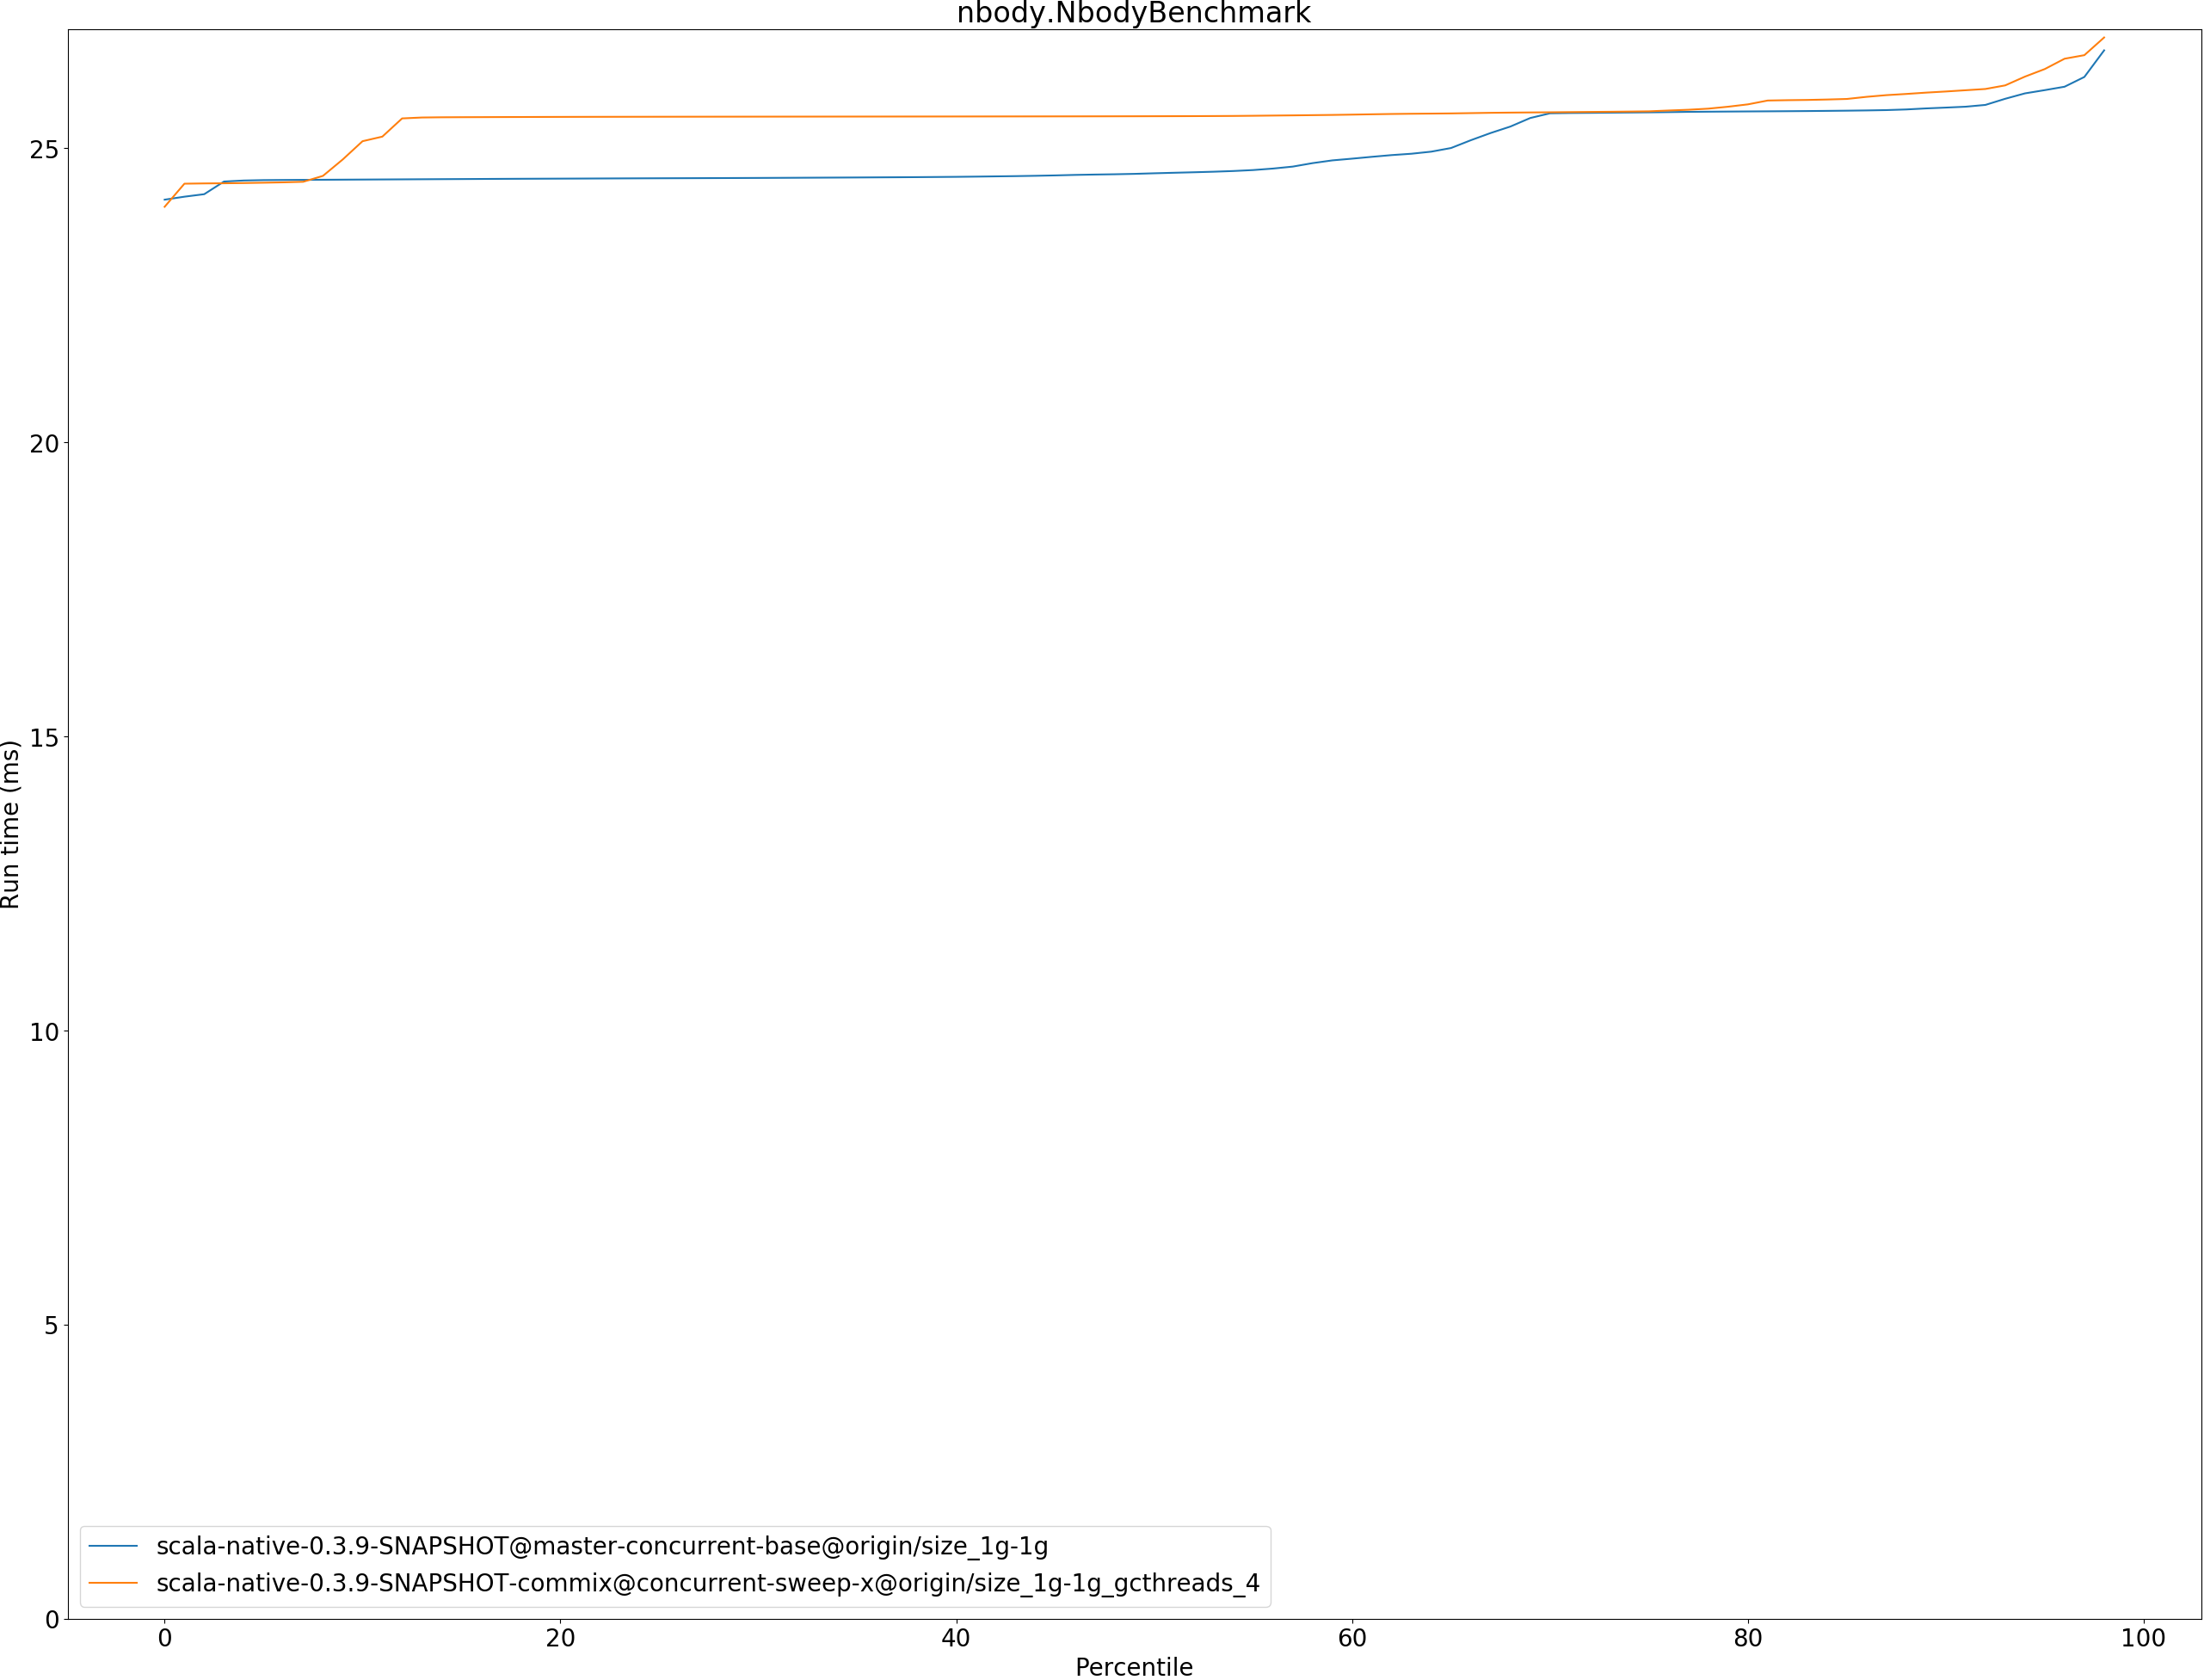 nbody.NbodyBenchmark
Run time (ms)
25
20
15
10
5
0
0 20 40 60 80 100
Percentile
scala-native-0.3.9-SNAPSHOT@master-concurrent-base@origin/size_1g-1g
scala-native-0.3.9-SNAPSHOT-commix@concurrent-sweep-x@origin/size_1g-1g_gcthreads_4